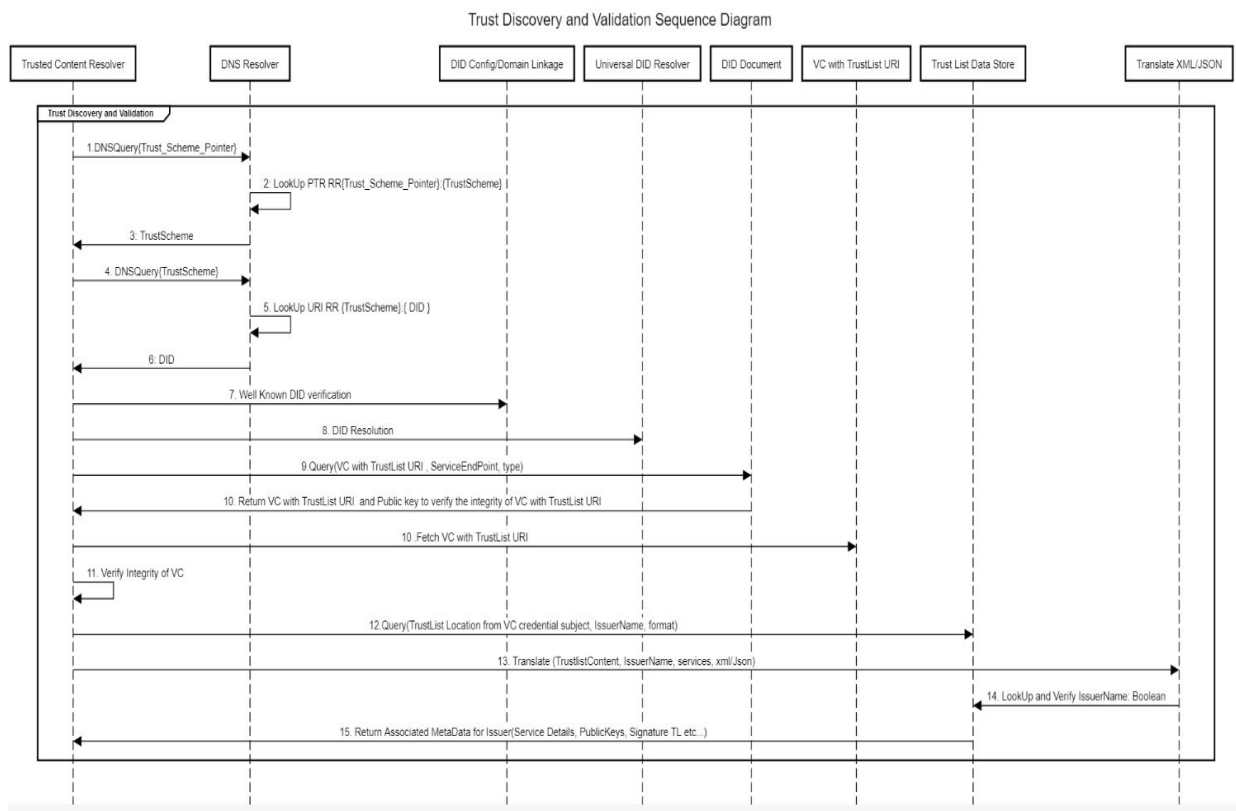 Trust Discovery and Validation Sequence Diagram
Trusted Content Resolver
DNS Resolver
DID Config/Domain Linkage
Universal DID Resolver
DID Document
VC with TrustList URI
Trust List Data Store
Translate XML/JSON
Trust Discovery and Validation
1.DNSQuery{Trust_Scheme_Pointer}
2: LookUp PTR RR{Trust_Scheme_Pointer}:{TrustScheme}
3: TrustScheme
4. DNSQuery{TrustScheme}
5. LookUp URI RR {TrustScheme}:{ DID }
6: DID
7. Well Known DID verification
8. DID Resolution
9.Query(VC with TrustList URI , ServiceEndPoint, type)
10. Return VC with TrustList URI and Public key to verify the integrity of VC with TrustList URI
10 .Fetch VC with TrustList URI
11. Verify Integrity of VC
12.Query(TrustList Location from VC credential subject, IssuerName, format)
13. Translate (TrustlistContent, IssuerName, services, xml/Json)
14. LookUp and Verify IssuerName: Boolean
15. Return Associated MetaData for Issuer(Service Details, PublicKeys, Signature TL etc...)